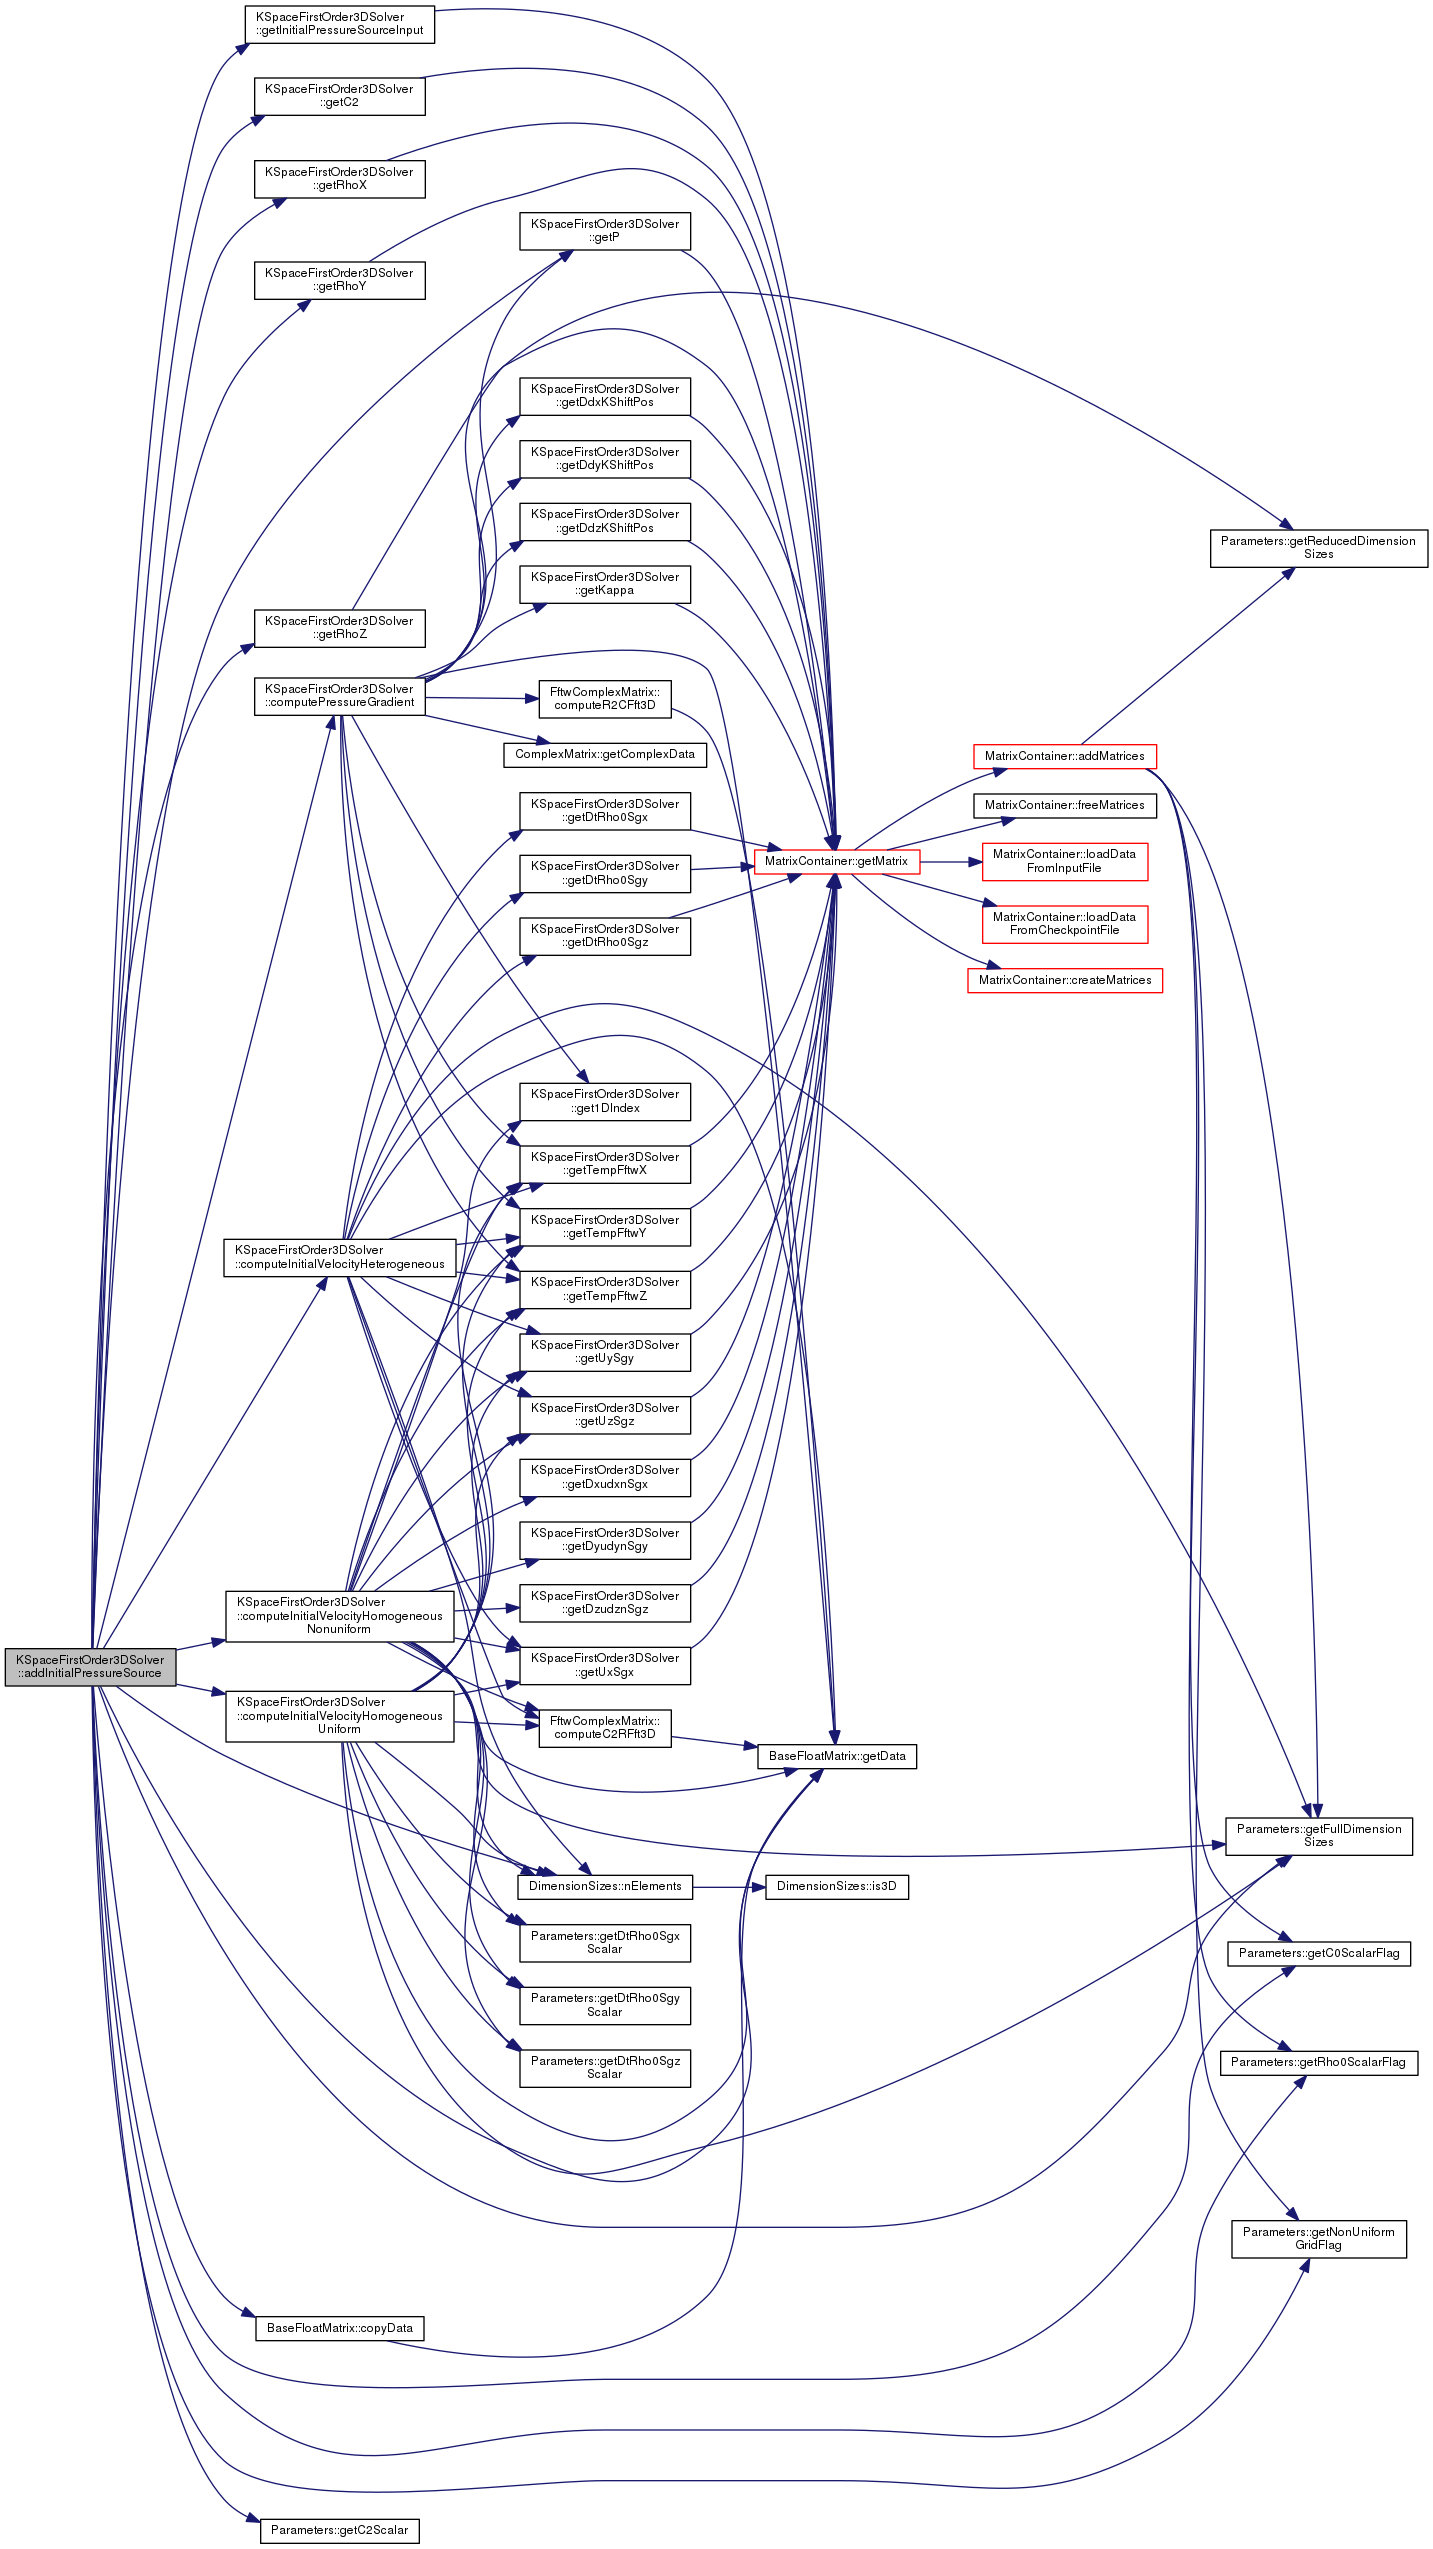 KSpaceFirstOrder3DSolver
::getInitialPressureSourceInput
KSpaceFirstOrder3DSolver
::getC2
KSpaceFirstOrder3DSolver
::getRhoX
KSpaceFirstOrder3DSolver
::getP
KSpaceFirstOrder3DSolver
::getRhoY
KSpaceFirstOrder3DSolver
::getDdxKShiftPos
KSpaceFirstOrder3DSolver
::getDdyKShiftPos
KSpaceFirstOrder3DSolver
::getDdzKShiftPos
Parameters::getReducedDimension
Sizes
KSpaceFirstOrder3DSolver
::getKappa
KSpaceFirstOrder3DSolver
::getRhoZ
KSpaceFirstOrder3DSolver
::computePressureGradient
FftwComplexMatrix::
computeR2CFft3D
ComplexMatrix::getComplexData
MatrixContainer::addMatrices
KSpaceFirstOrder3DSolver
::getDtRho0Sgx
MatrixContainer::freeMatrices
MatrixContainer::getMatrix
MatrixContainer::loadData
FromInputFile
KSpaceFirstOrder3DSolver
::getDtRho0Sgy
MatrixContainer::loadData
FromCheckpointFile
KSpaceFirstOrder3DSolver
::getDtRho0Sgz
MatrixContainer::createMatrices
KSpaceFirstOrder3DSolver
::get1DIndex
KSpaceFirstOrder3DSolver
::getTempFftwX
KSpaceFirstOrder3DSolver
::getTempFftwY
KSpaceFirstOrder3DSolver
::computeInitialVelocityHeterogeneous
KSpaceFirstOrder3DSolver
::getTempFftwZ
KSpaceFirstOrder3DSolver
::getUySgy
KSpaceFirstOrder3DSolver
::getUzSgz
KSpaceFirstOrder3DSolver
::getDxudxnSgx
KSpaceFirstOrder3DSolver
::getDyudynSgy
KSpaceFirstOrder3DSolver
::getDzudznSgz
KSpaceFirstOrder3DSolver
::computeInitialVelocityHomogeneous
Nonuniform
KSpaceFirstOrder3DSolver
::addInitialPressureSource
KSpaceFirstOrder3DSolver
::getUxSgx
KSpaceFirstOrder3DSolver
::computeInitialVelocityHomogeneous
Uniform
FftwComplexMatrix::
computeC2RFft3D
BaseFloatMatrix::getData
Parameters::getFullDimension
Sizes
DimensionSizes::nElements
DimensionSizes::is3D
Parameters::getDtRho0Sgx
Scalar
Parameters::getC0ScalarFlag
Parameters::getDtRho0Sgy
Scalar
Parameters::getRho0ScalarFlag
Parameters::getDtRho0Sgz
Scalar
Parameters::getNonUniform
GridFlag
BaseFloatMatrix::copyData
Parameters::getC2Scalar